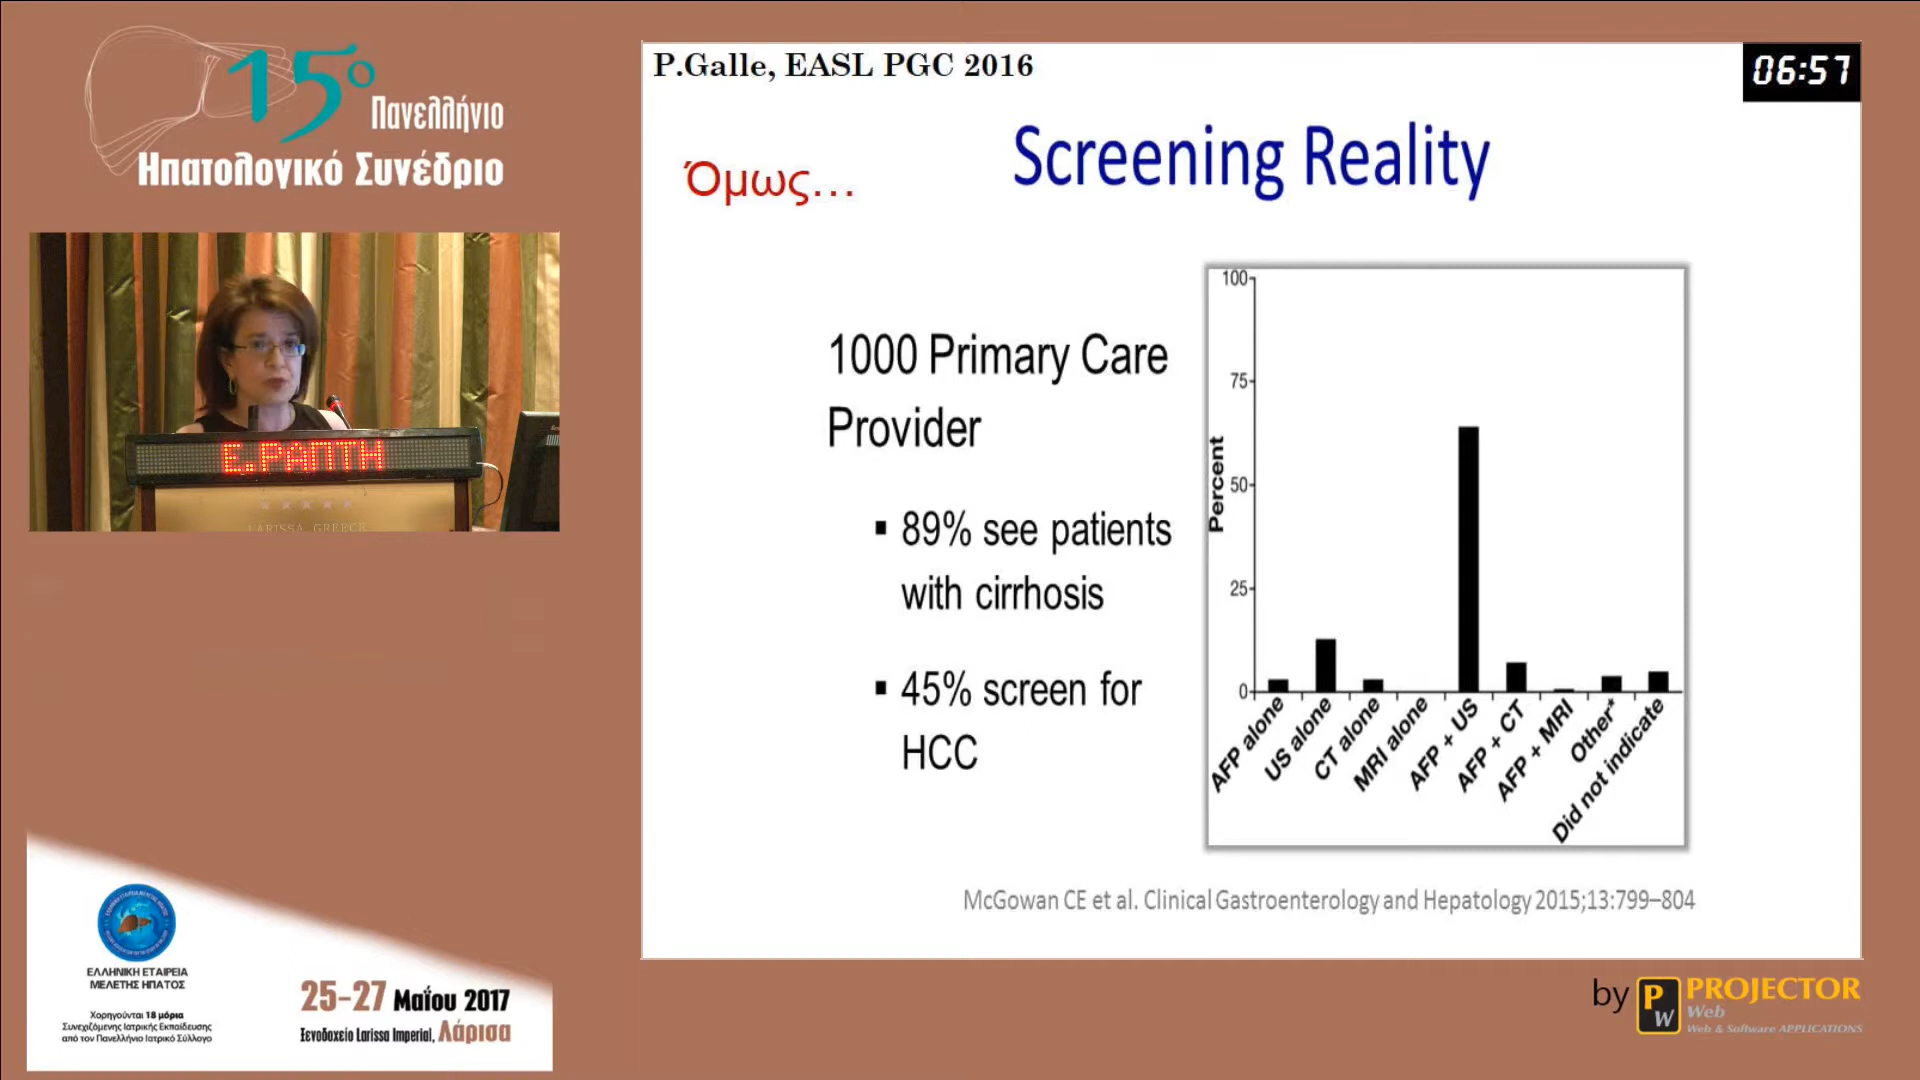 15ο
Πανελλήνιο
Ηπατολογικό Συνέδριο
Ε.ΡΑΠΤΗ
LARISSA GREECE
ΕΛΛΗΝΙΚΗ ΕΤΑΙΡΕΙΑ
ΜΕΛΕΤΗΣ ΗΠΑΤΟΣ
Χορηγούνται 18 μόρια
Συνεχιζόμενης Ιατρικής Εκπαίδευσης
από τον Πανελλήνιο Ιατρικό Σύλλογο
25-27 Μαΐου 2017
Ξενοδοχείο Larissa Imperial, Λάρισα
P.Galle, EASL PGC 2016
06:57
Όμως...
Screening Reality
1000 Primary Care
Provider
▪ 89% see patients
with cirrhosis
▪ 45% screen for
HCC
Percent
100
75
50
25
0
AFP alone
US alone
CT alone
MRI alone
AFP + US
AFP + CT
AFP + MRI
Other*
Did not indicate
McGowan CE et al. Clinical Gastroenterology and Hepatology 2015;13:799–804
by PW PROJECTOR
Web
Web & Software APPLICATIONS